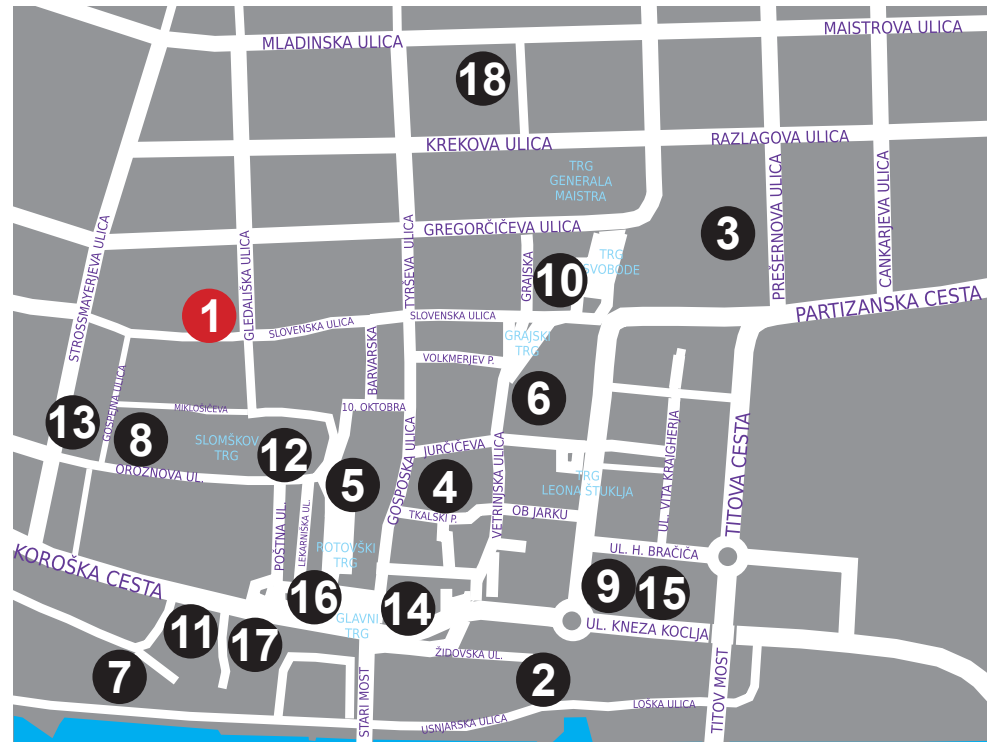 MAISTROVA ULICA
MLADINSKA ULICA
18
RAZLAGOVA ULICA
KREKOVA ULICA
TRG
GENERALA
MAISTRA
PREŠERNOVA ULICA
CANKARJEVA ULICA
GREGORČIČEVA ULICA
3
STROSSMAYERJEVA ULICA
GLEDALIŠKA ULICA
TYRŠEVA ULICA
GRAJSKA
10
TRG
SVOBODE
PARTIZANSKA CESTA
1
SLOVENSKA ULICA
SLOVENSKA ULICA
GRAJSKI
TRG
BARVARSKA
VOLKMERJEV P.
GOSPEJNA ULICA
MIKLOŠIČEVA
10. OKTOBRA
6
13
8
SLOMŠKOV
TRG
12
JURČIČEVA
GOSPOSKA ULICA
VETRINJSKA ULICA
UL. VITA KRAIGHERJA
TITOVA CESTA
OROŽNOVA UL.
5
4
TRG
LEONA ŠTUKLJA
TKALSKI P.
OB JARKU
POŠTNA UL.
LEKARNIŠKA UL.
ROTOVŠKI
TRG
UL. H. BRAČIČA
KOROŠKA CESTA
16
14
9
15
GLAVNI
TRG
UL. KNEZA KOCLJA
11
17
ŽIDOVSKA UL.
7
2
STARI MOST
TITOV MOST
LOŠKA ULICA
USNJARSKA ULICA